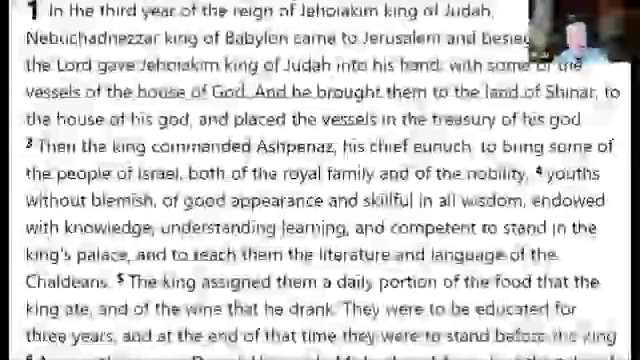 1 In the third year of the reign of Jehoiakim king of Judah,
Nebuchadnezzar king of Babylon came to Jerusalem and
the Lord gave Jehoiakim king of Judah into his hand, with some of the
vessels of the house of God. And he brought them to the land of Shinar, to
the house of his god, and placed the vessels in the treasury of his god.
3 Then the king commanded Ashpenaz, his chief eunuch, to bring some of
the people of Israel, both of the royal family and of the nobility, 4 youths
without blemish, of good appearance and skillful in all wisdom, endowed
with knowledge, understanding learning, and competent to stand in the
king's palace, and to teach them the literature and language of the
Chaldeans. 5 The king assigned them a daily portion of the food that the
king ate, and of the wine that he drank. They were to be educated for
three years, and at the end of that time they were to stand before the king.